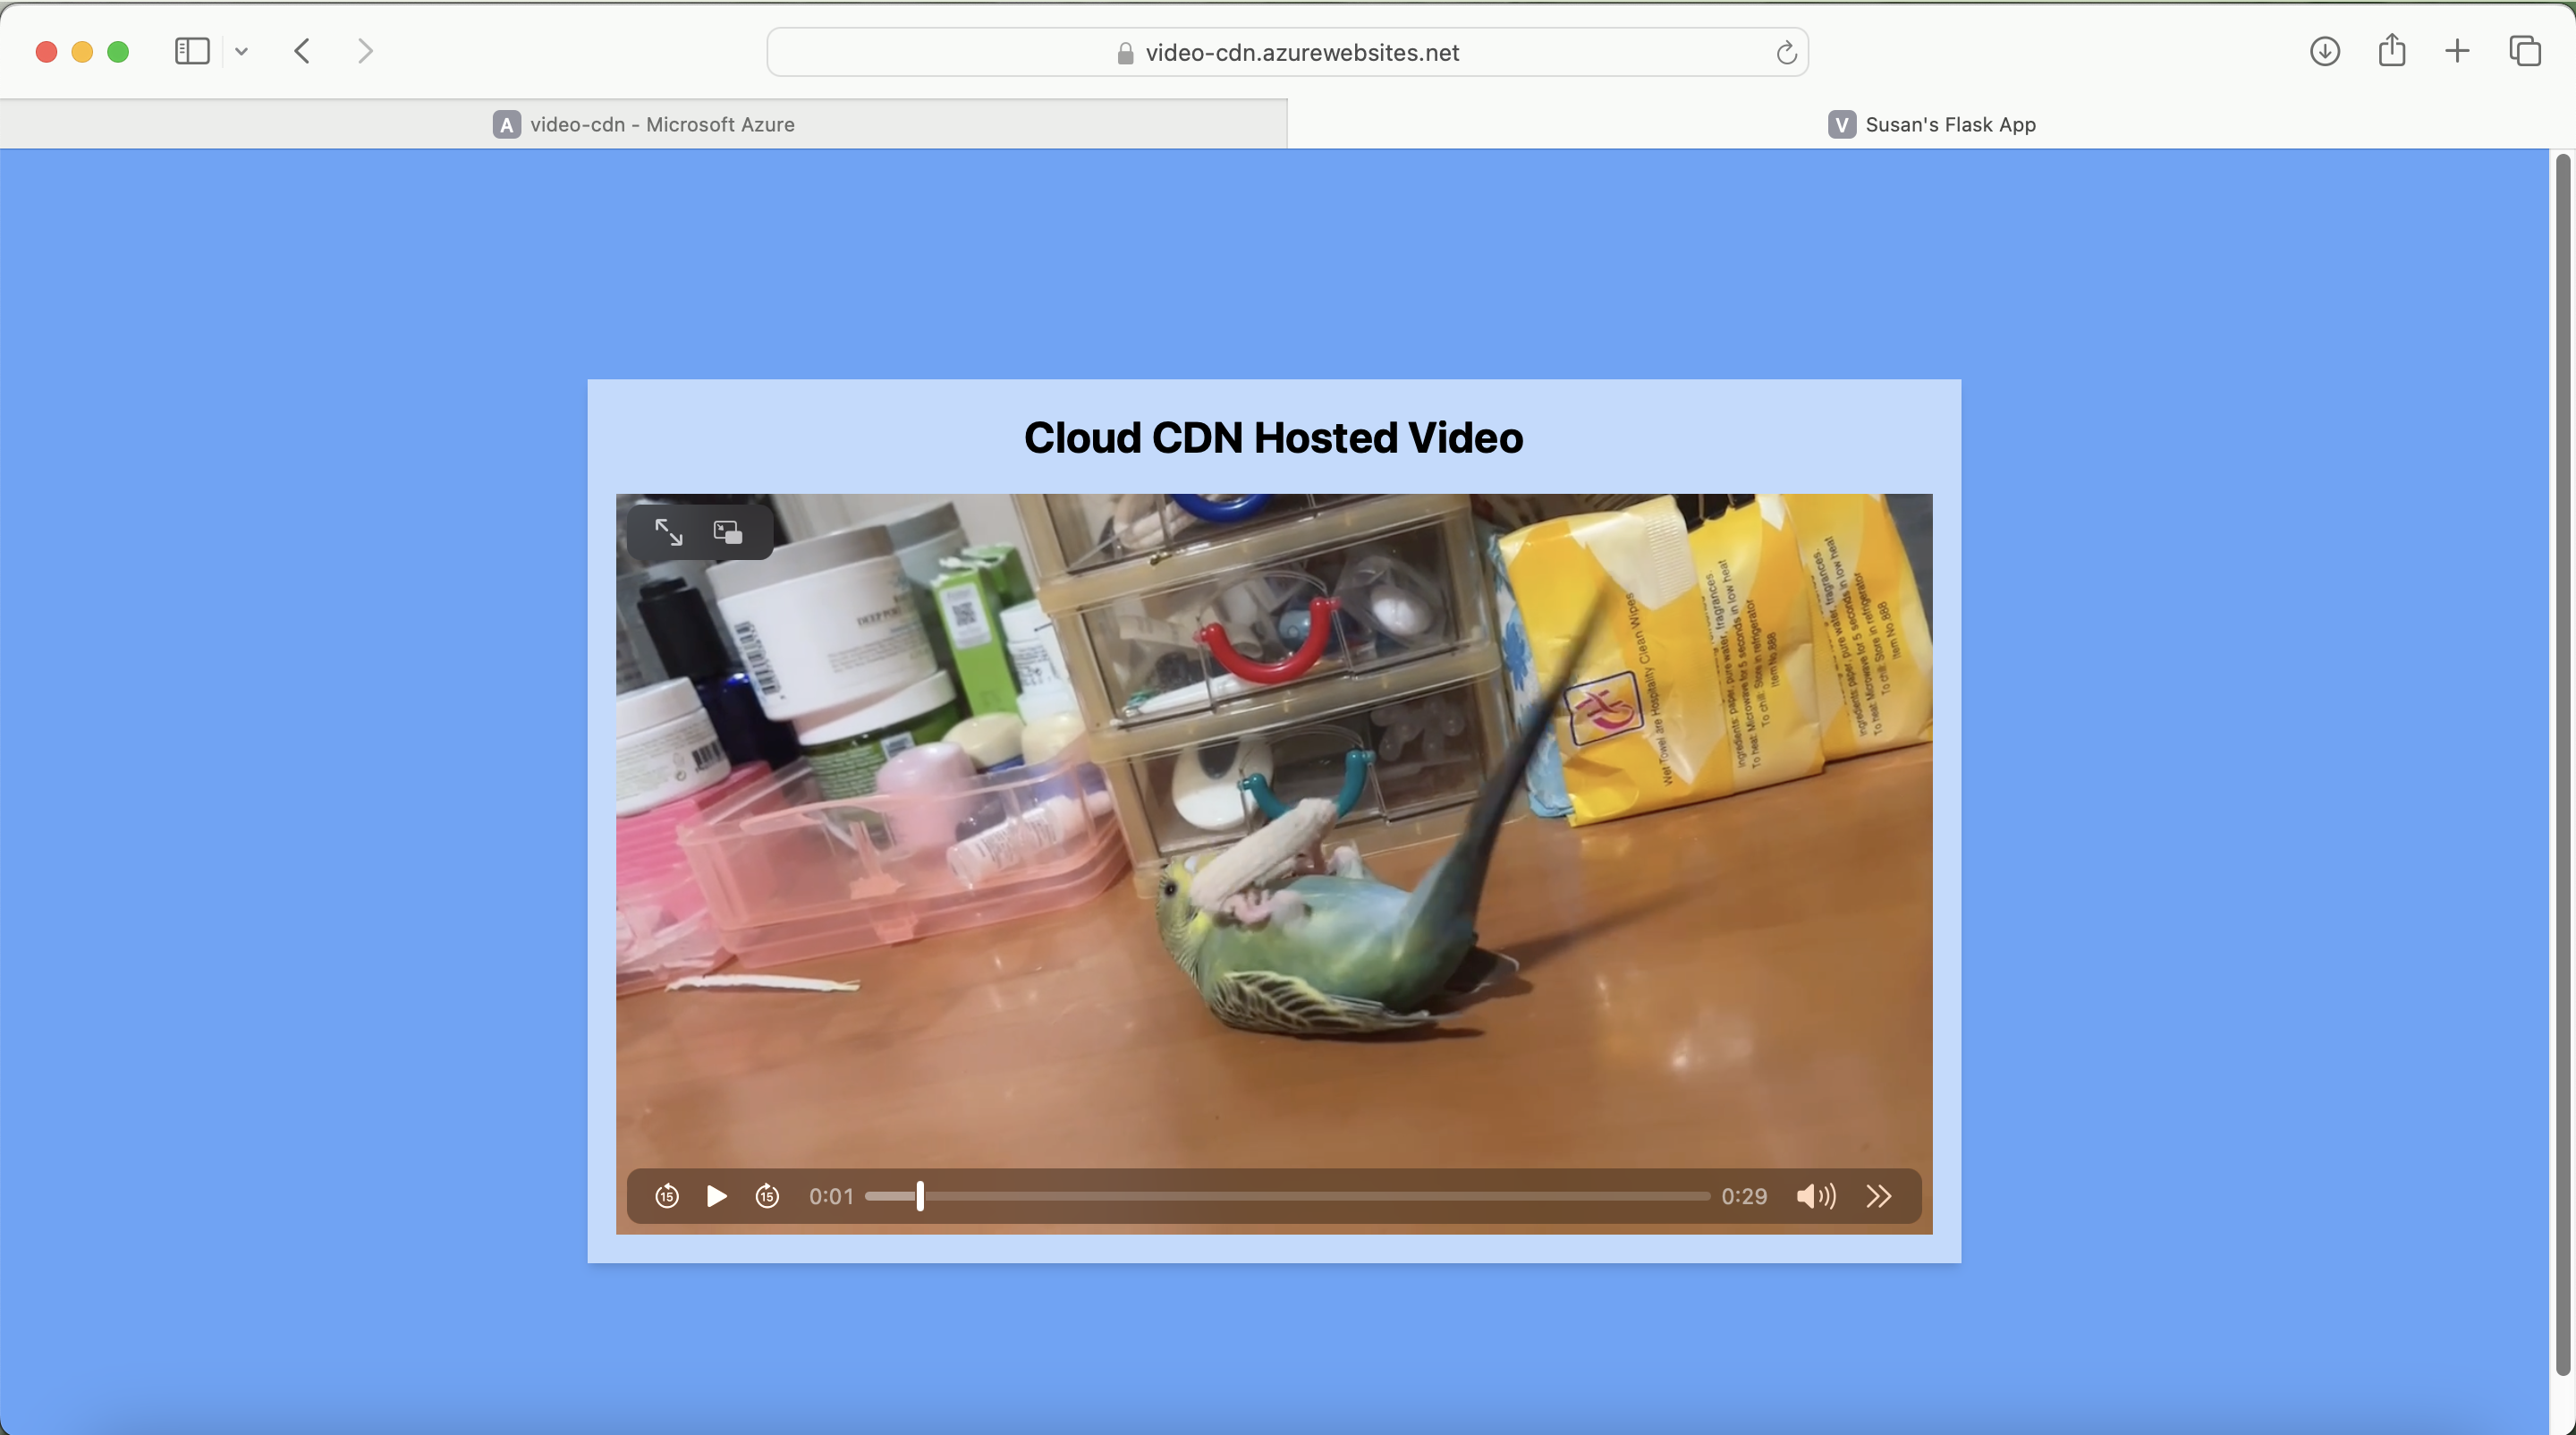 video-cdn.azurewebsites.net
A video-cdn - Microsoft Azure
V Susan's Flask App
Cloud CDN Hosted Video
DEEP
Wet Towel are Hospitality Clean Wipes
Ingredients: paper, pure water, fragrances.
To heat: Microwave for 5 seconds in low heat
To chill: Store in refrigerator
Item No.888
Ingredients: paper, pure water, fragrances.
To heat: Microwave for 5 seconds in low heat
To chill: Store in refrigerator
Item No.888
15 15 0:01 0:29